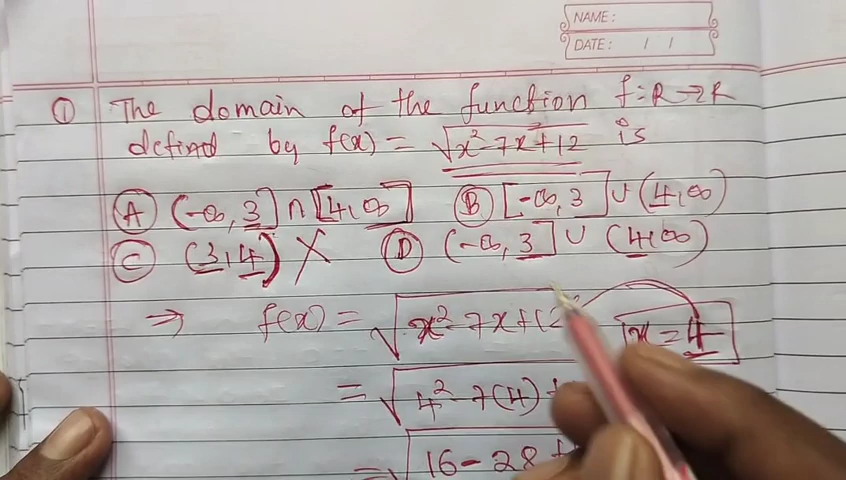 NAME:
DATE: / /
① The domain of the function f:R→R
defined by f(x) = √x²-7x+12 is
Ⓐ (-∞, 3] ∩ [4,∞] Ⓑ [-∞, 3] ∪ (4,∞)
Ⓒ (3,4) ╳ Ⓓ (-∞, 3] ∪ (4,∞)
⇒ f(x) = √x²-7x+12 x = 4
= √4²-7(4)+
= √16-28+